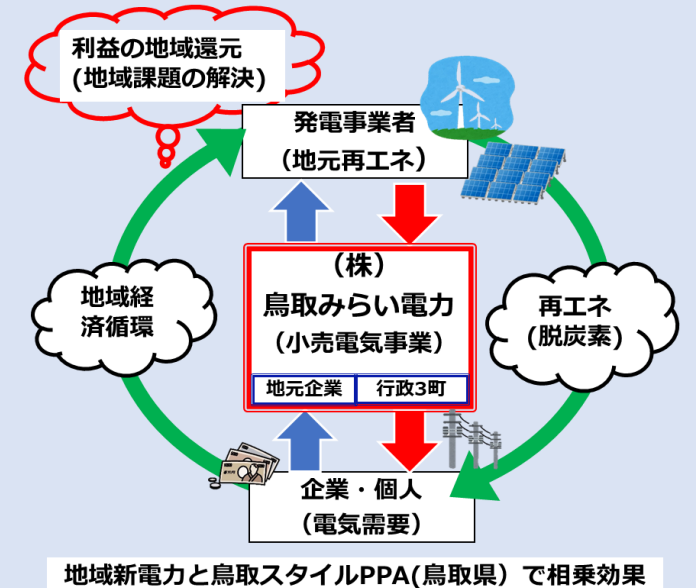 利益の地域還元
(地域課題の解決)
発電事業者
（地元再エネ）
（株）
鳥取みらい電力
（小売電気事業）
地元企業
行政3町
地域経
済循環
再エネ
(脱炭素)
企業・個人
（電気需要）
地域新電力と鳥取スタイルPPA(鳥取県）で相乗効果